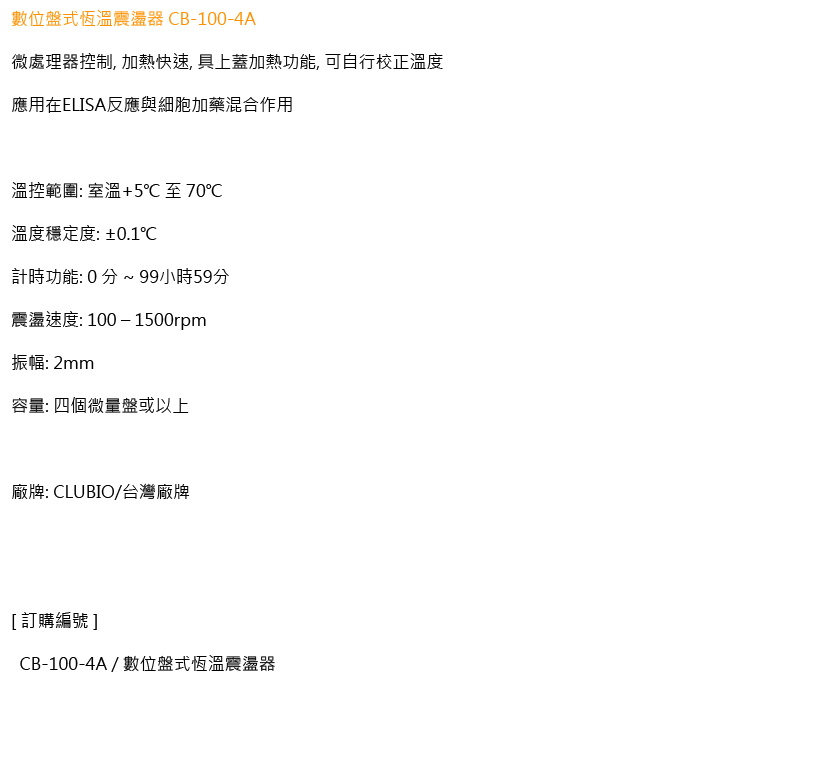 數位盤式恆溫震盪器 CB-100-4A
微處理器控制, 加熱快速, 具上蓋加熱功能, 可自行校正溫度
應用在ELISA反應與細胞加藥混合作用
溫控範圍: 室溫+5℃ 至 70℃
溫度穩定度: ±0.1℃
計時功能: 0 分 ~ 99小時59分
震盪速度: 100 – 1500rpm
振幅: 2mm
容量: 四個微量盤或以上
廠牌: CLUBIO/台灣廠牌
[ 訂購編號 ]
CB-100-4A / 數位盤式恆溫震盪器